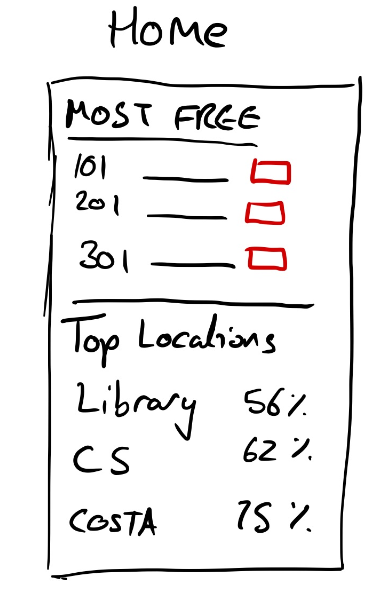 Home
MOST FREE
101
201
301
Top Locations
Library 56%
CS 62%
COSTA 75%